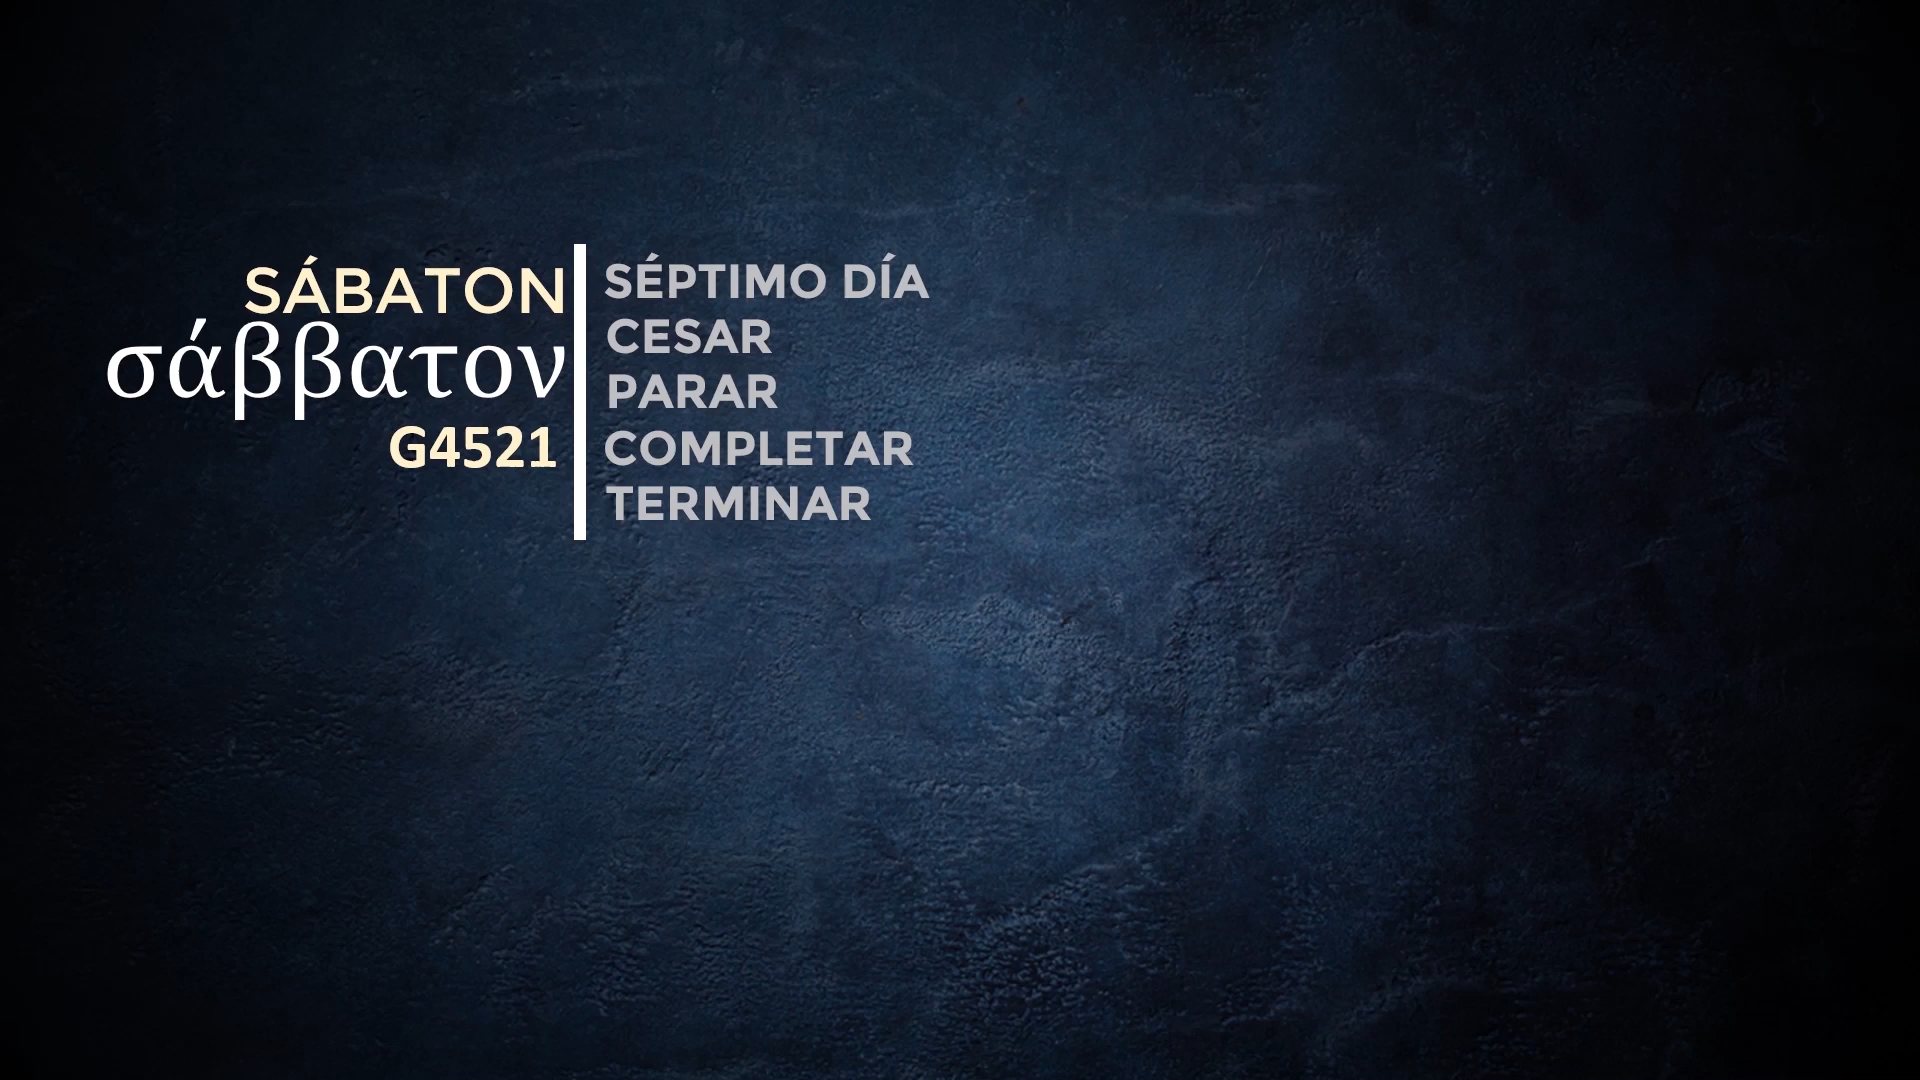 SÁBATON
σάββατον
G4521
SÉPTIMO DÍA
CESAR
PARAR
COMPLETAR
TERMINAR